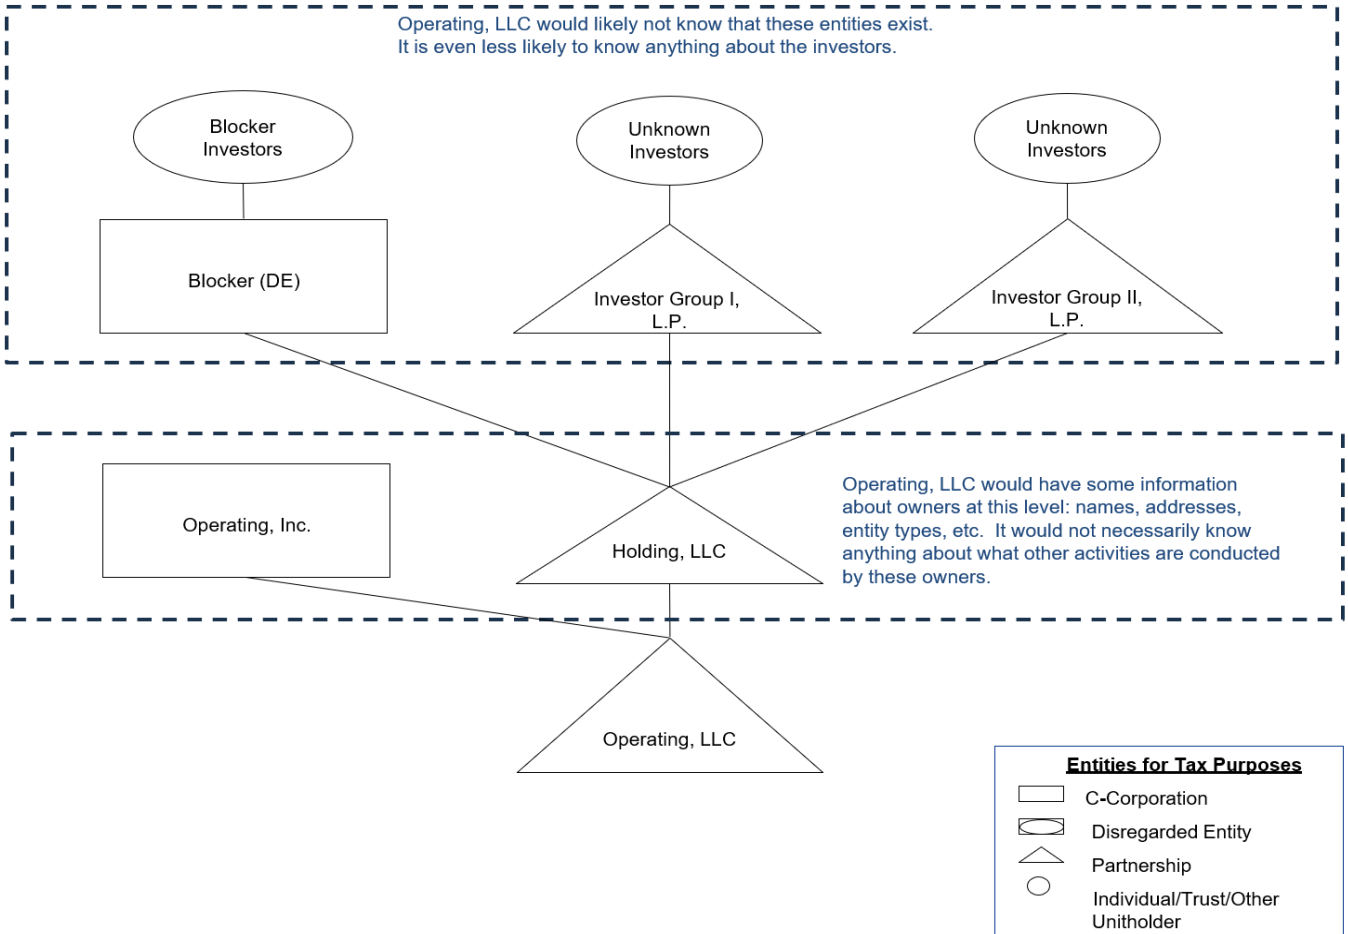 Operating, LLC would likely not know that these entities exist.
It is even less likely to know anything about the investors.
Blocker
Investors
Unknown
Investors
Unknown
Investors
Blocker (DE)
Investor Group I,
L.P.
Investor Group II,
L.P.
Operating, Inc.
Holding, LLC
Operating, LLC would have some information
about owners at this level: names, addresses,
entity types, etc.  It would not necessarily know
anything about what other activities are conducted
by these owners.
Operating, LLC
Entities for Tax Purposes
C-Corporation
Disregarded Entity
Partnership
Individual/Trust/Other
Unitholder